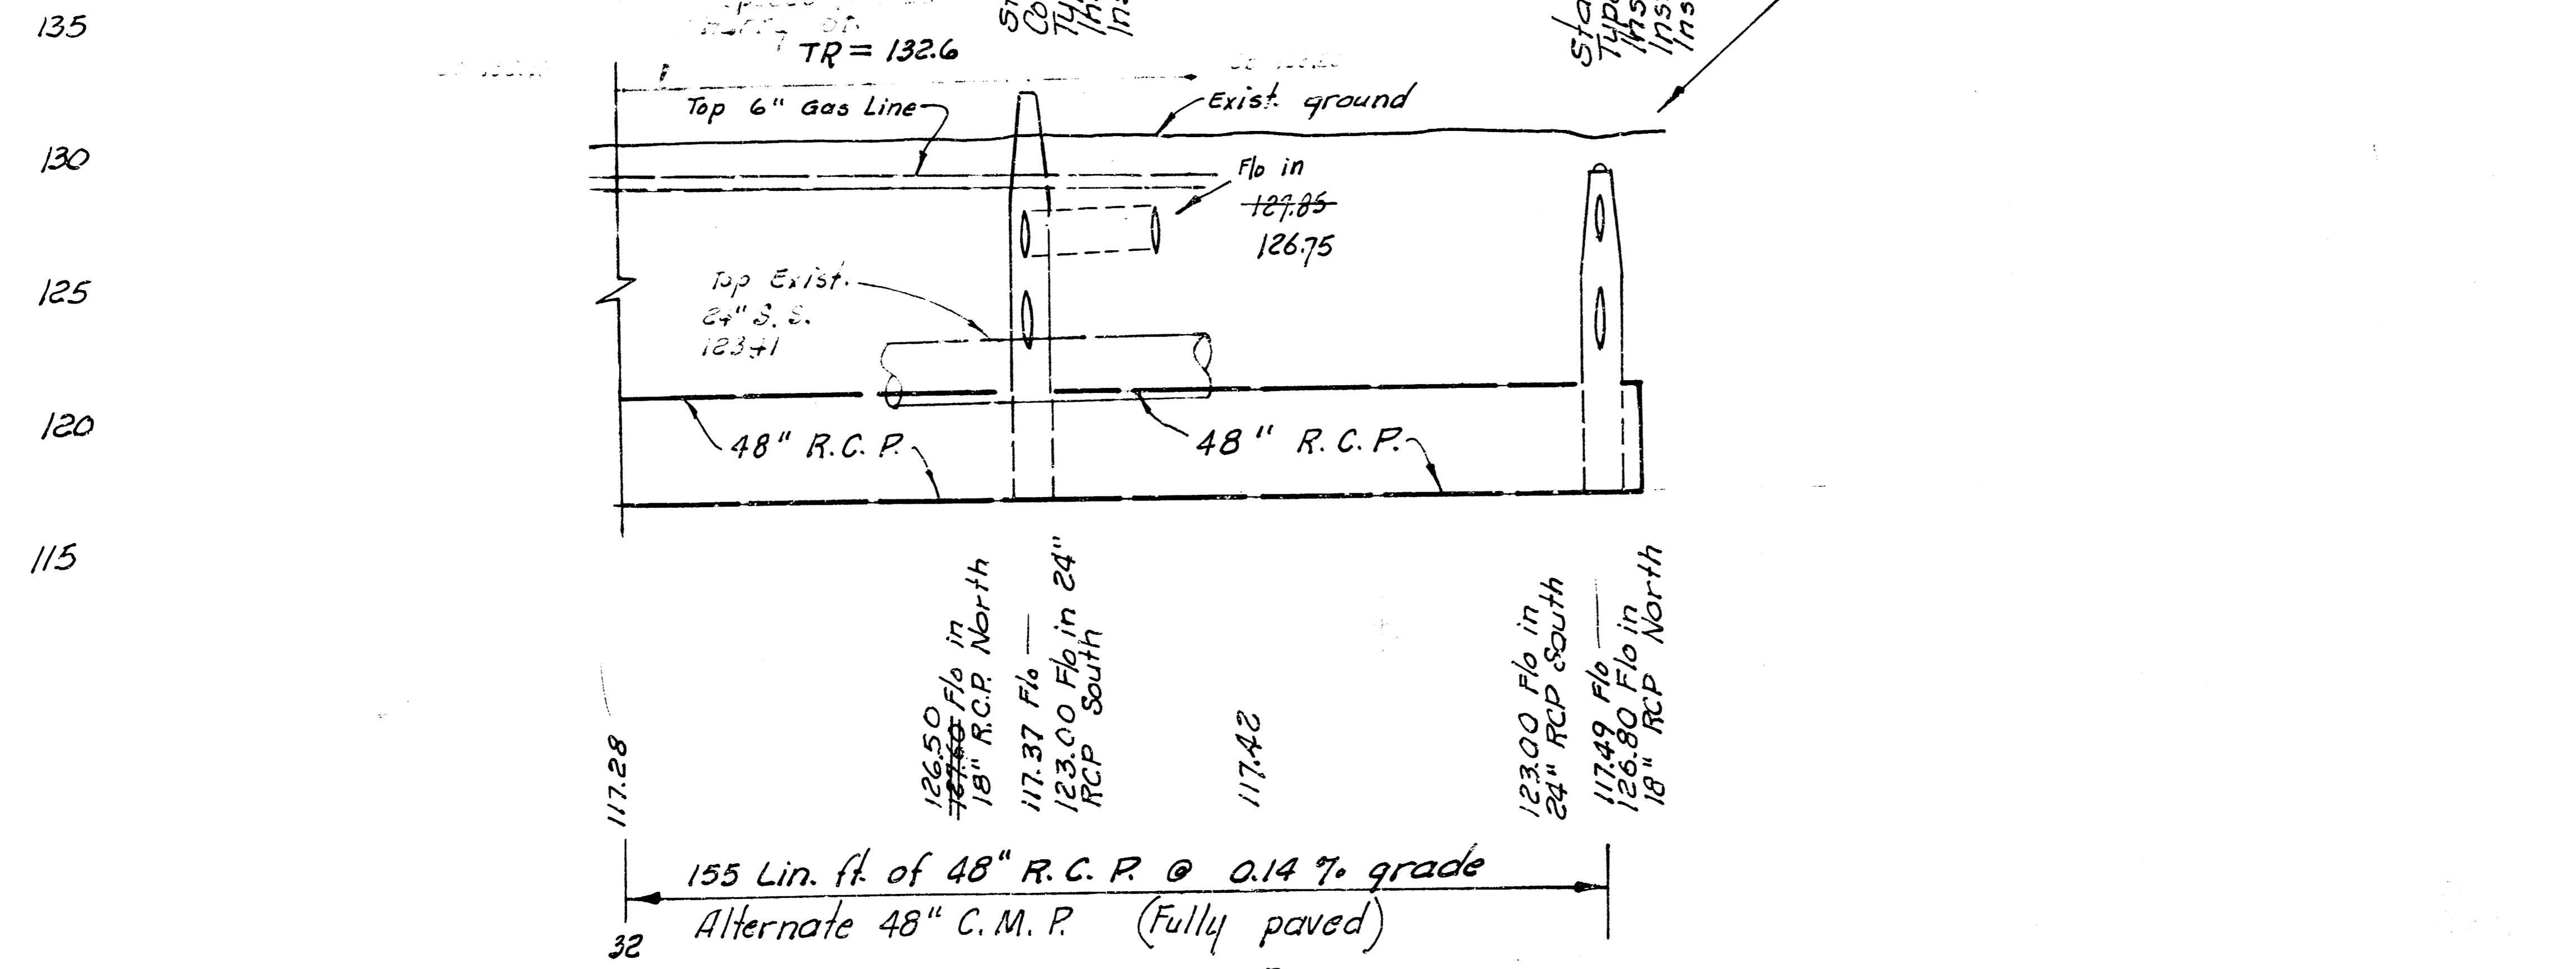 135
TR = 132.6
Top 6" Gas Line
Exist. ground
130
Flo in
127.85
126.75
125
Top Exist.
24" S. S.
123.41
120
48" R.C.P.
48" R.C.P.
115
117.28
126.50
127.60 Flo in
18" R.C.P. North
117.37 Flo
123.00 Flo in 24"
RCP South
117.42
123.00 Flo in
24" RCP South
117.49 Flo
126.80 Flo in
18" RCP North
155 Lin. ft. of 48" R.C.P. @ 0.14 % grade
Alternate 48" C.M.P. (Fully paved)
32